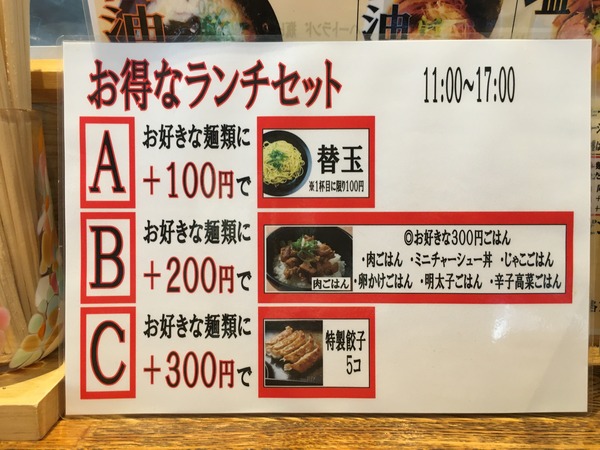 油
油
塩
お得なランチセット 11:00~17:00
A
お好きな麺類に
+100円で
替玉
※1杯目に限り100円
B
お好きな麺類に
+200円で
肉ごはん
◎お好きな300円ごはん
・肉ごはん ・ミニチャーシュー丼 ・じゃこごはん
・卵かけごはん ・明太子ごはん ・辛子高菜ごはん
C
お好きな麺類に
+300円で
特製餃子
5コ